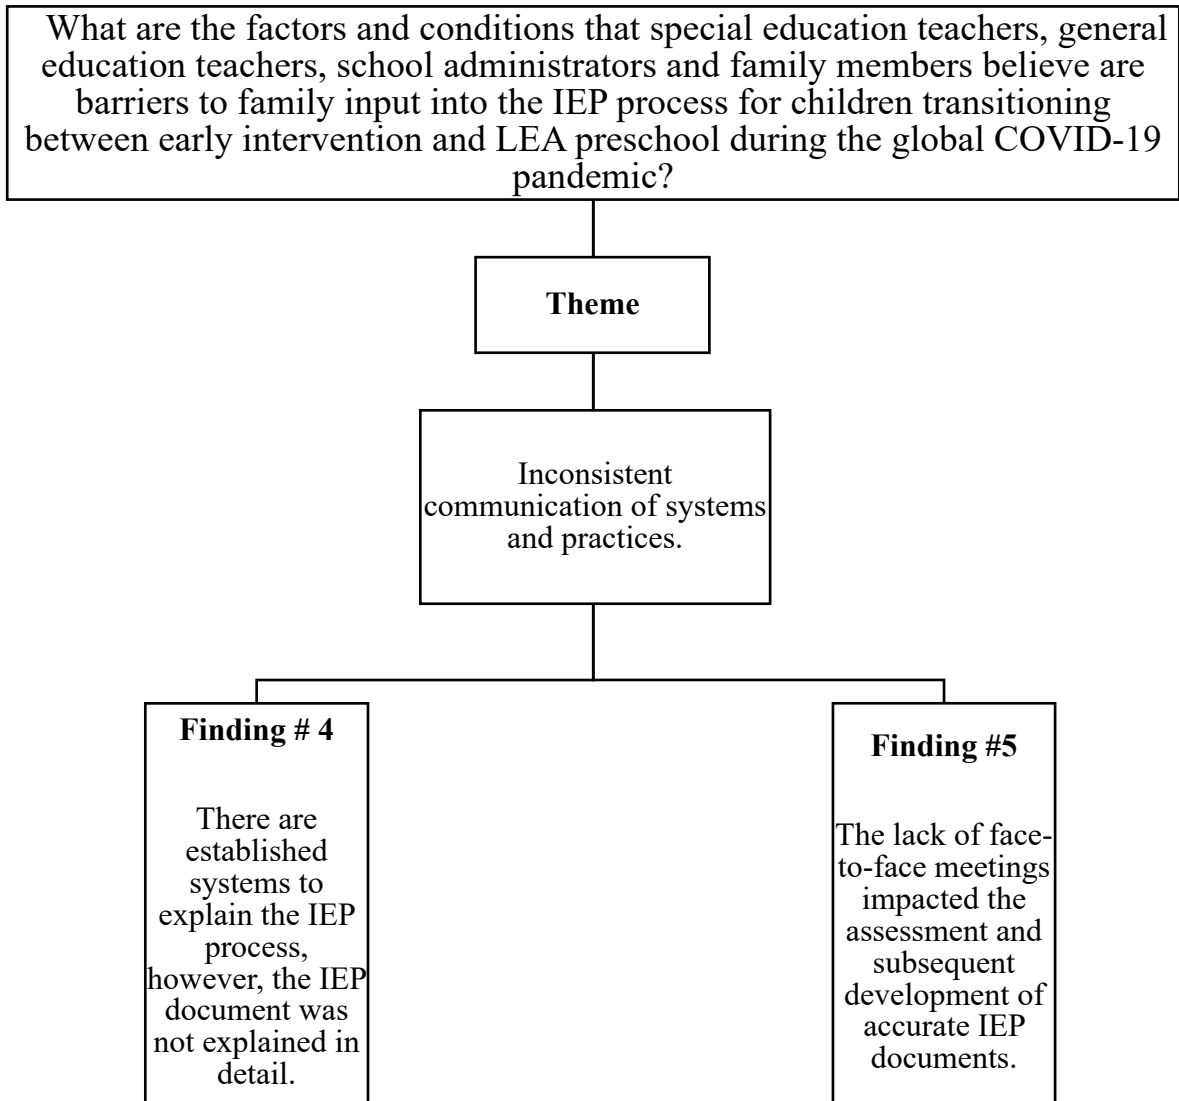 What are the factors and conditions that special education teachers, general
education teachers, school administrators and family members believe are
barriers to family input into the IEP process for children transitioning
between early intervention and LEA preschool during the global COVID-19
pandemic?
Theme
Inconsistent
communication of systems
and practices.
Finding # 4
There are
established
systems to
explain the IEP
process,
however, the IEP
document was
not explained in
detail.
Finding #5
The lack of face-
to-face meetings
impacted the
assessment and
subsequent
development of
accurate IEP
documents.